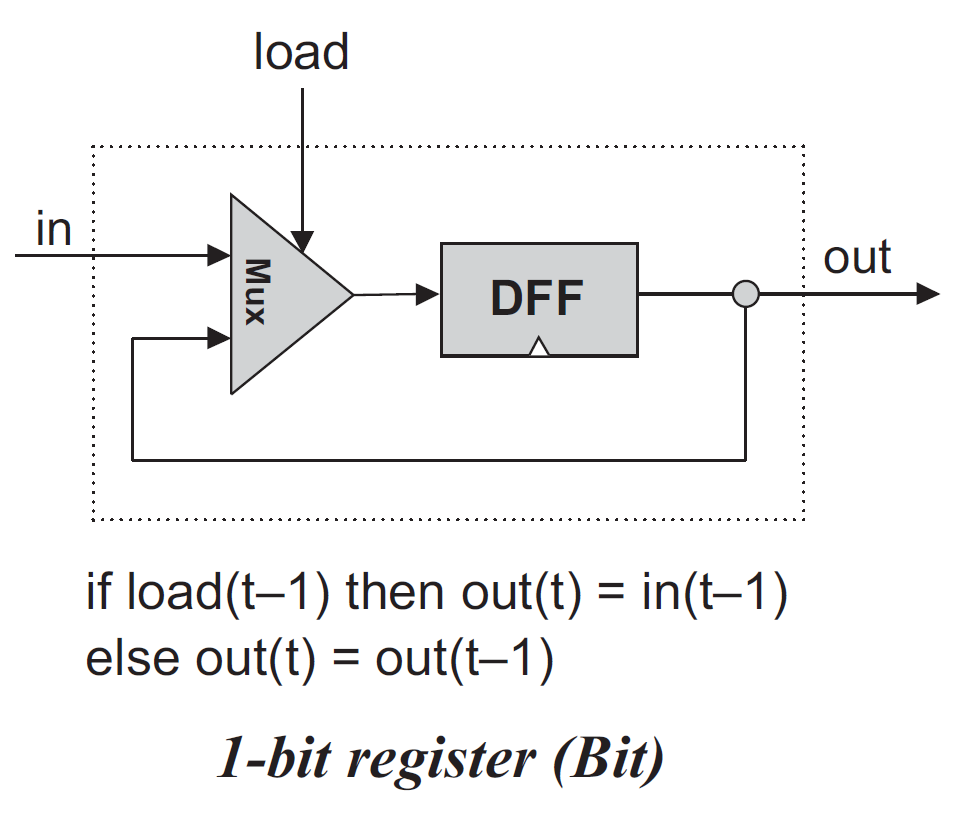 load
in
Mux
DFF
out
if load(t–1) then out(t) = in(t–1)
else out(t) = out(t–1)
1-bit register (Bit)